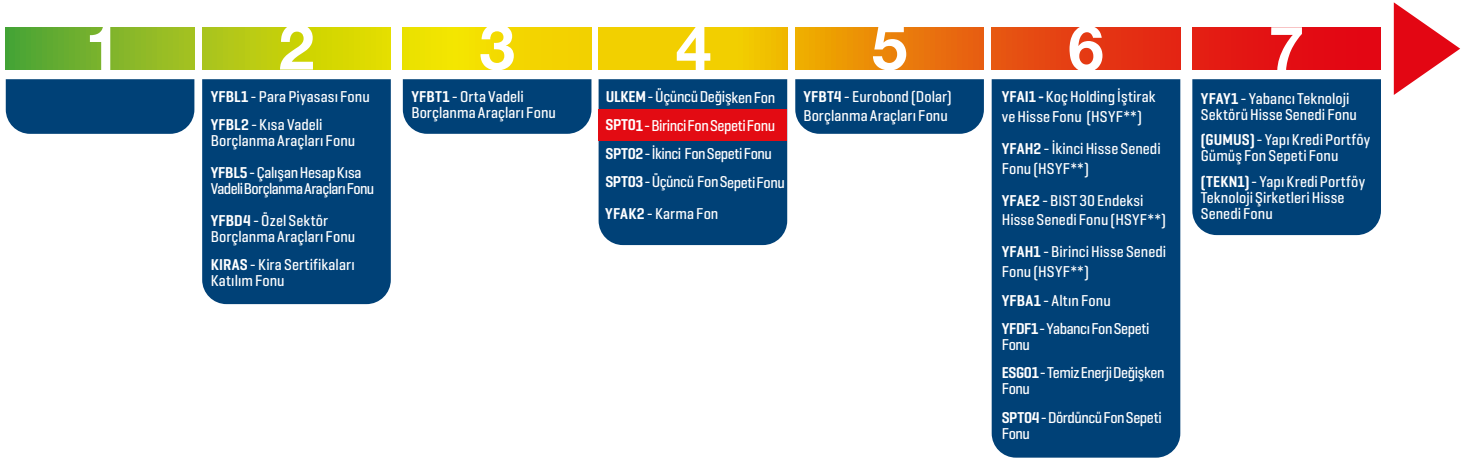 1
2
3
4
5
6
7
YFBL1 - Para Piyasası Fonu
YFBL2 - Kısa Vadeli
Borçlanma Araçları Fonu
YFBL5 - Çalışan Hesap Kısa
Vadeli Borçlanma Araçları Fonu
YFBD4 - Özel Sektör
Borçlanma Araçları Fonu
KIRAS - Kira Sertifikaları
Katılım Fonu
YFBT1 - Orta Vadeli
Borçlanma Araçları Fonu
ULKEM - Üçüncü Değişken Fon
SPT01 - Birinci Fon Sepeti Fonu
SPT02 - İkinci Fon Sepeti Fonu
SPT03 - Üçüncü Fon Sepeti Fonu
YFAK2 - Karma Fon
YFBT4 - Eurobond (Dolar)
Borçlanma Araçları Fonu
YFAI1 - Koç Holding İştirak
ve Hisse Fonu (HSYF**)
YFAH2 - İkinci Hisse Senedi
Fonu (HSYF**)
YFAE2 - BIST 30 Endeksi
Hisse Senedi Fonu (HSYF**)
YFAH1 - Birinci Hisse Senedi
Fonu (HSYF**)
YFBA1 - Altın Fonu
YFDF1 - Yabancı Fon Sepeti
Fonu
ESG01 - Temiz Enerji Değişken
Fonu
SPT04 - Dördüncü Fon Sepeti
Fonu
YFAY1 - Yabancı Teknoloji
Sektörü Hisse Senedi Fonu
(GUMUS) - Yapı Kredi Portföy
Gümüş Fon Sepeti Fonu
(TEKN1) - Yapı Kredi Portföy
Teknoloji Şirketleri Hisse
Senedi Fonu